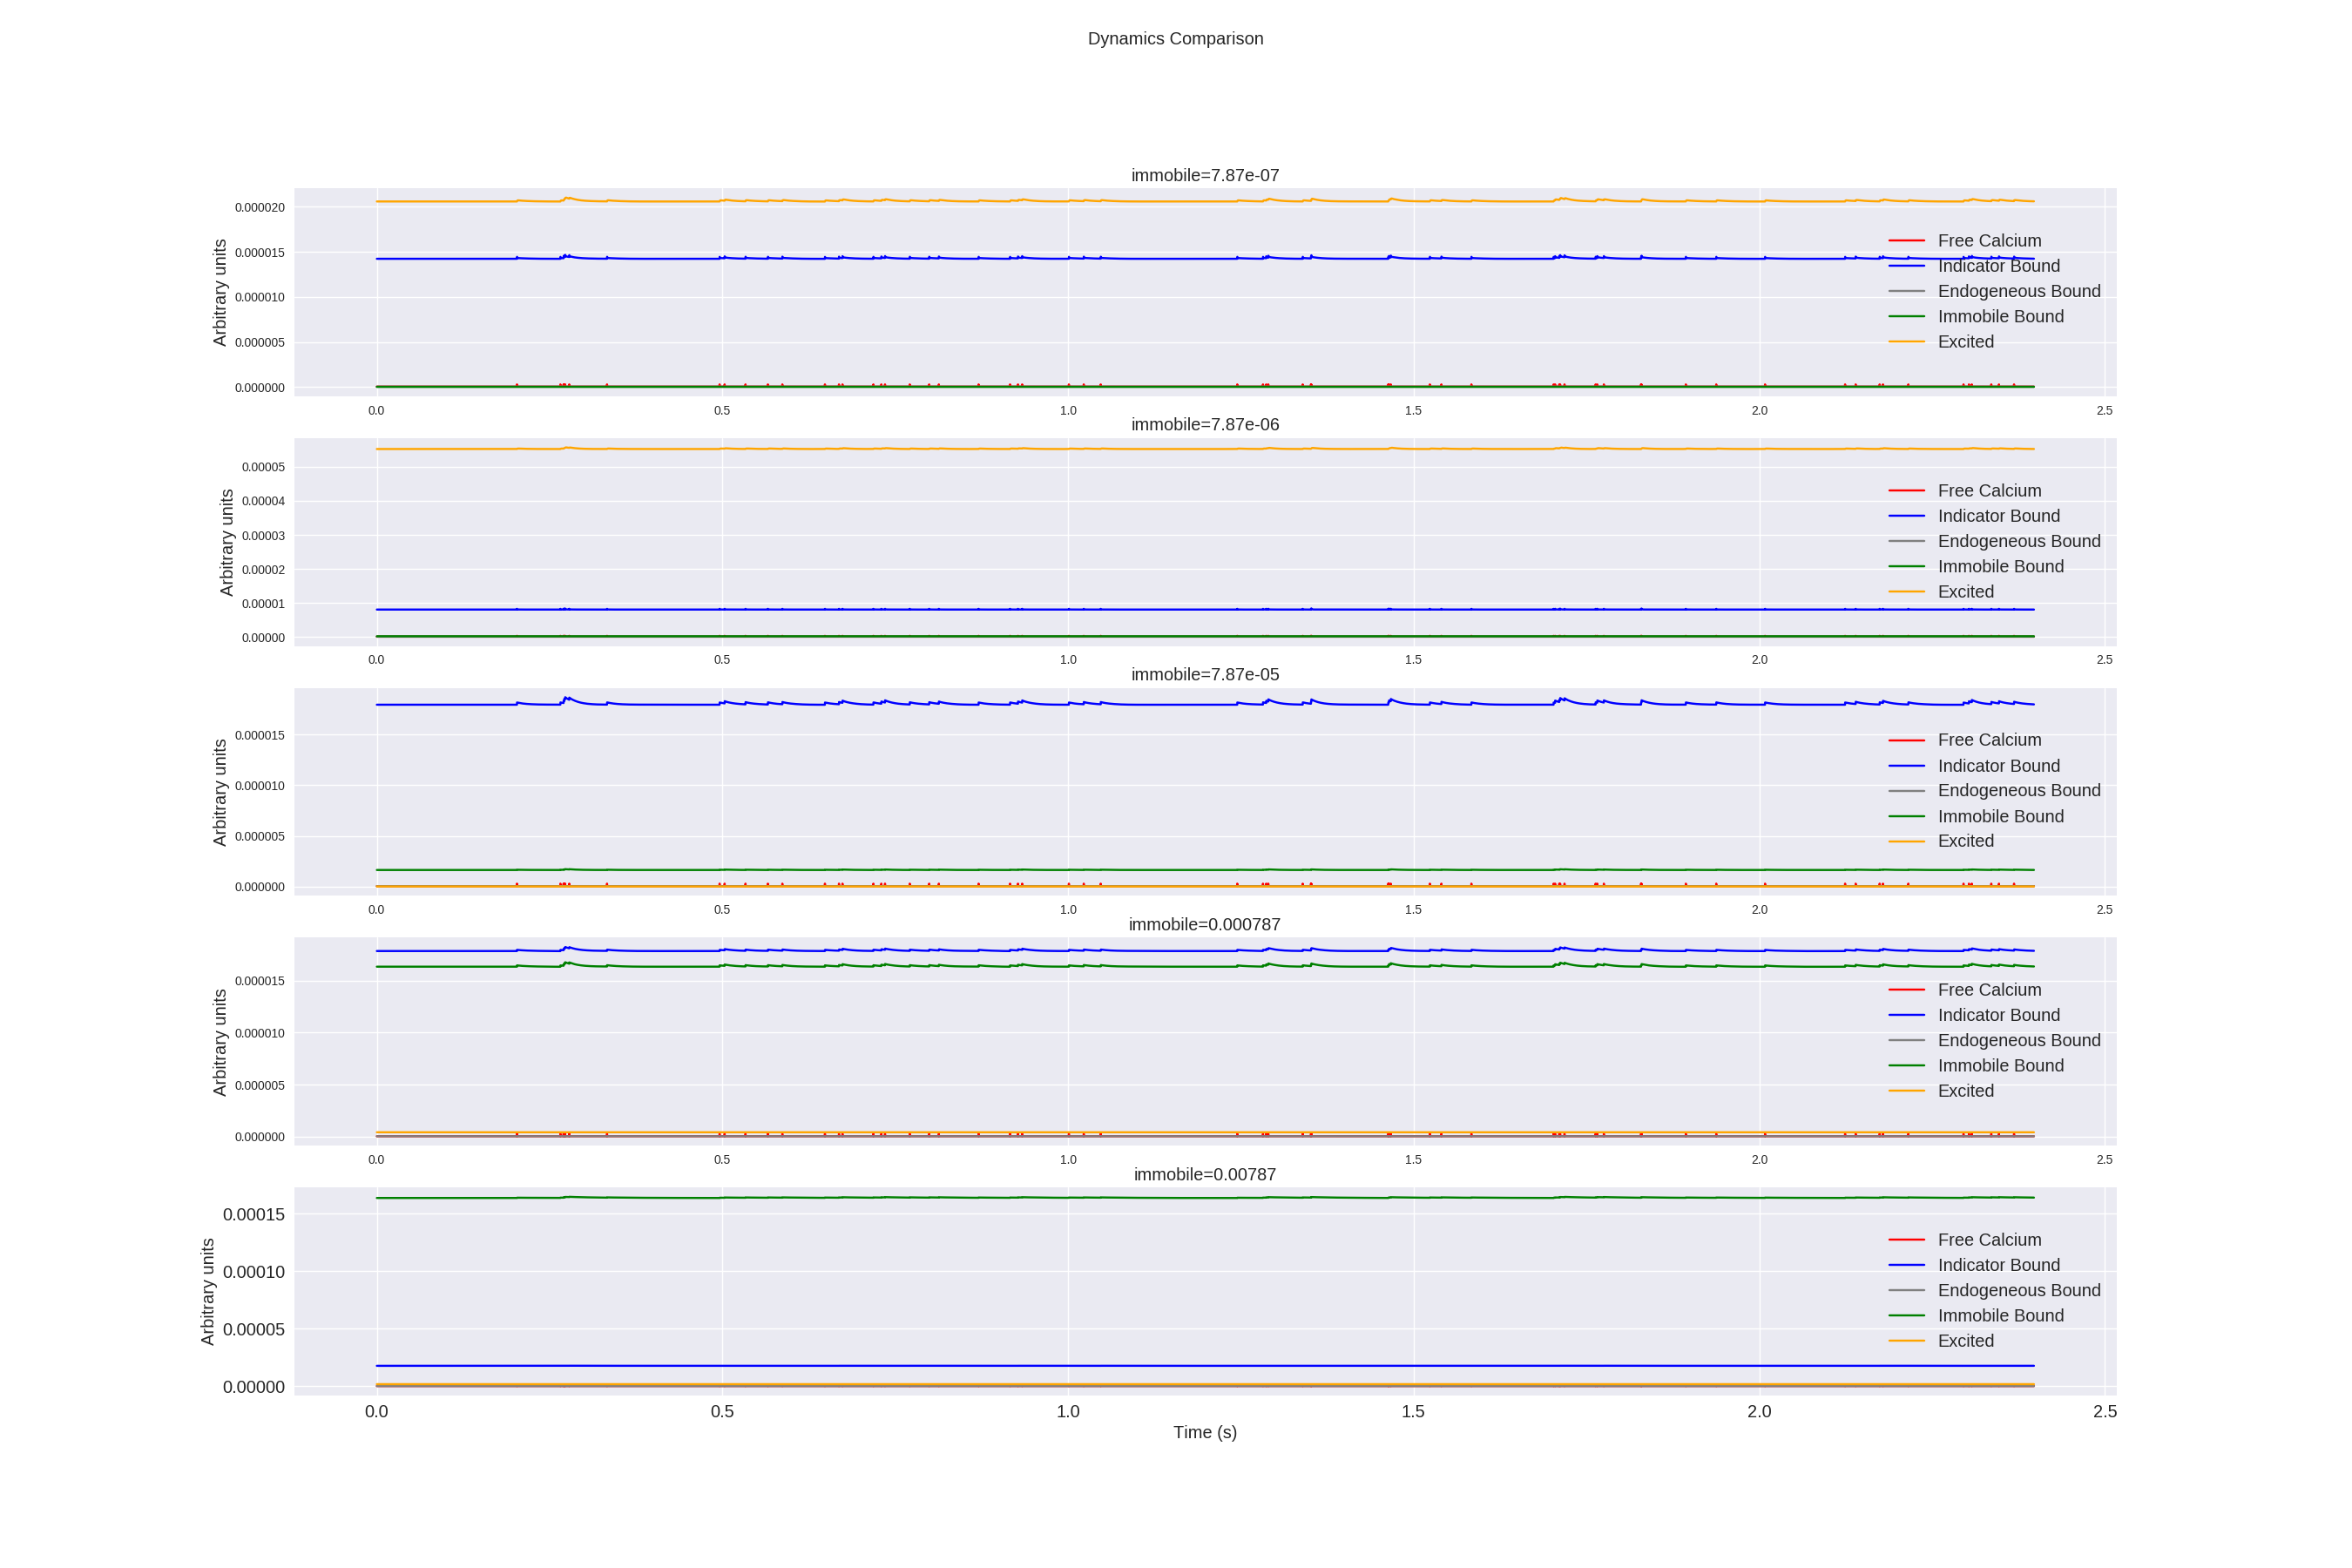 Dynamics Comparison
immobile=7.87e-07
Arbitrary units
0.000020
0.000015
0.000010
0.000005
0.000000
Free Calcium
Indicator Bound
Endogeneous Bound
Immobile Bound
Excited
0.0 0.5 1.0 1.5 2.0 2.5
immobile=7.87e-06
Arbitrary units
0.00005
0.00004
0.00003
0.00002
0.00001
0.00000
Free Calcium
Indicator Bound
Endogeneous Bound
Immobile Bound
Excited
0.0 0.5 1.0 1.5 2.0 2.5
immobile=7.87e-05
Arbitrary units
0.000015
0.000010
0.000005
0.000000
Free Calcium
Indicator Bound
Endogeneous Bound
Immobile Bound
Excited
0.0 0.5 1.0 1.5 2.0 2.5
immobile=0.000787
Arbitrary units
0.000015
0.000010
0.000005
0.000000
Free Calcium
Indicator Bound
Endogeneous Bound
Immobile Bound
Excited
0.0 0.5 1.0 1.5 2.0 2.5
immobile=0.00787
Arbitrary units
0.00015
0.00010
0.00005
0.00000
Free Calcium
Indicator Bound
Endogeneous Bound
Immobile Bound
Excited
0.0 0.5 1.0 1.5 2.0 2.5
Time (s)